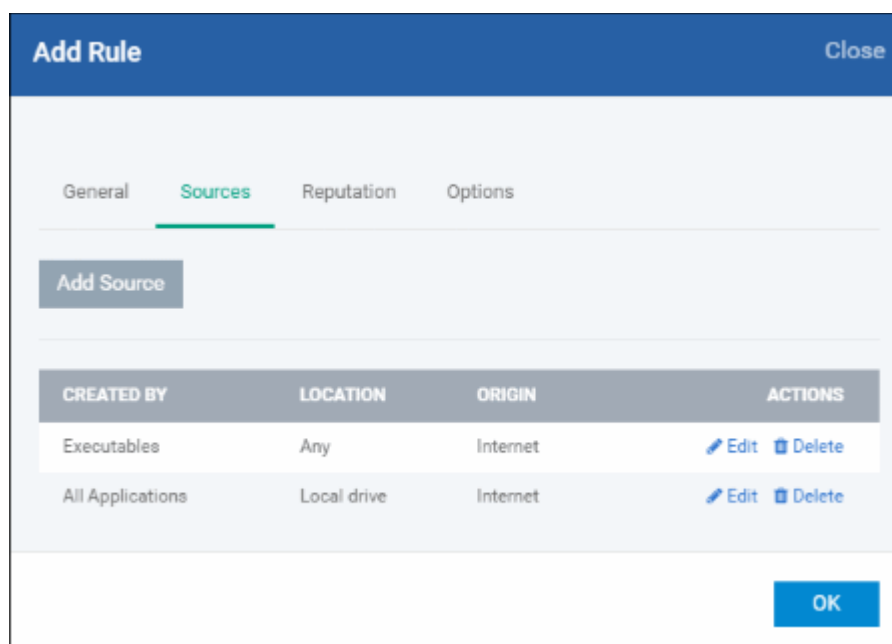 Add Rule Close
General Sources Reputation Options
Add Source
CREATED BY LOCATION ORIGIN ACTIONS
Executables Any Internet Edit Delete
All Applications Local drive Internet Edit Delete
OK